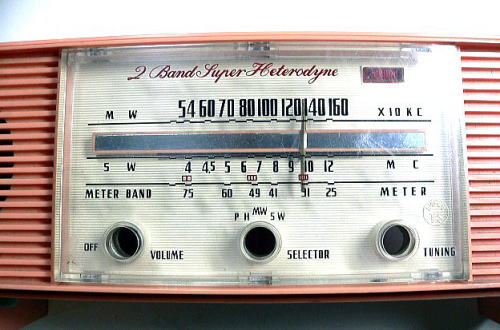 2 Band Super Heterodyne
M W 54 60 70 80 100 120 140 160 X10 KC
S W 4 4.5 5 6 7 8 9 10 12 M C
METER BAND 75 60 49 41 31 25 METER
PH MW SW
OFF VOLUME SELECTOR TUNING